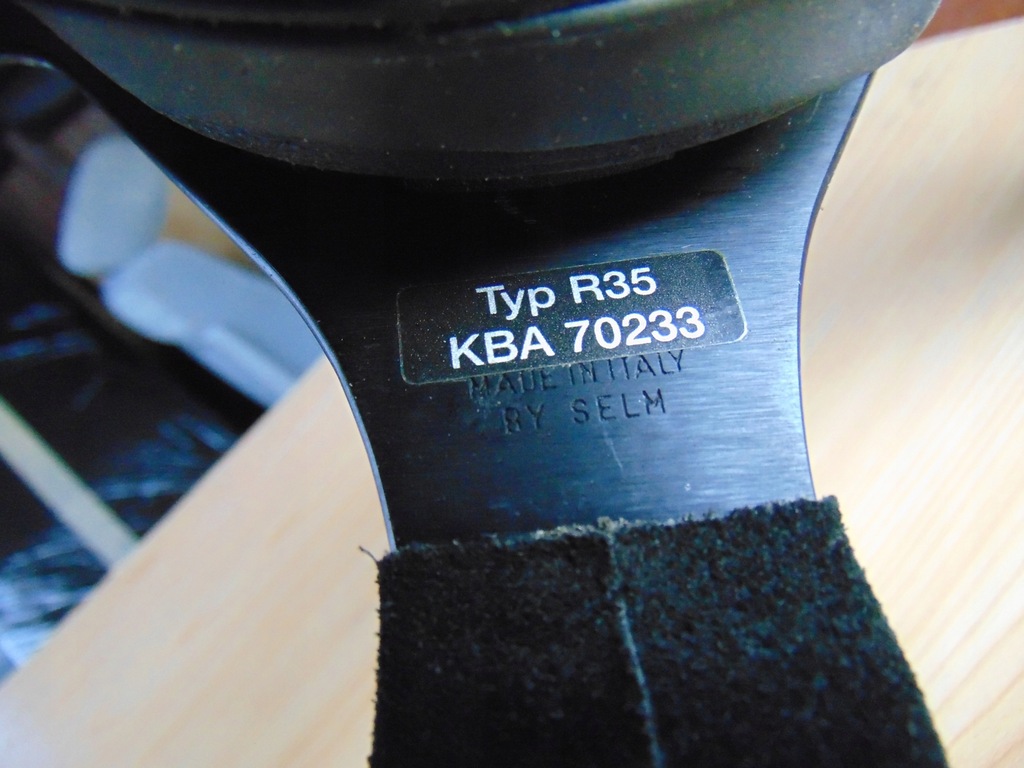 Typ R35
KBA 70233
MADE IN ITALY
BY SELM